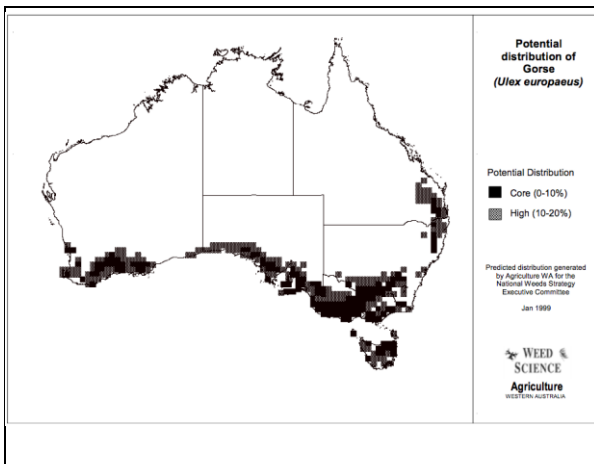 Potential
distribution of
Gorse
(Ulex europaeus)
Potential Distribution
Core (0-10%)
High (10-20%)
Predicted distribution generated
by Agriculture WA for the
National Weeds Strategy
Executive Committee
Jan 1999
WEED
SCIENCE
Agriculture
WESTERN AUSTRALIA